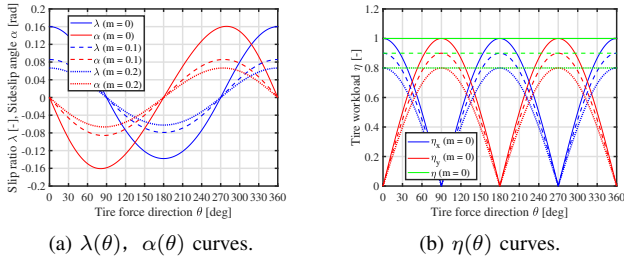 Slip ratio λ [-], Sideslip angle α [rad]
0.2
0.16
0.12
0.08
0.04
0
-0.04
-0.08
-0.12
-0.16
-0.2
λ (m = 0)
α (m = 0)
λ (m = 0.1)
α (m = 0.1)
λ (m = 0.2)
α (m = 0.2)
0 30 60 90 120 150 180 210 240 270 300 330 360
Tire force direction θ [deg]
(a) λ(θ), α(θ) curves.
Tire workload η [-]
1.2
1
0.8
0.6
0.4
0.2
0
ηx (m = 0)
ηy (m = 0)
η (m = 0)
0 30 60 90 120 150 180 210 240 270 300 330 360
Tire force direction θ [deg]
(b) η(θ) curves.